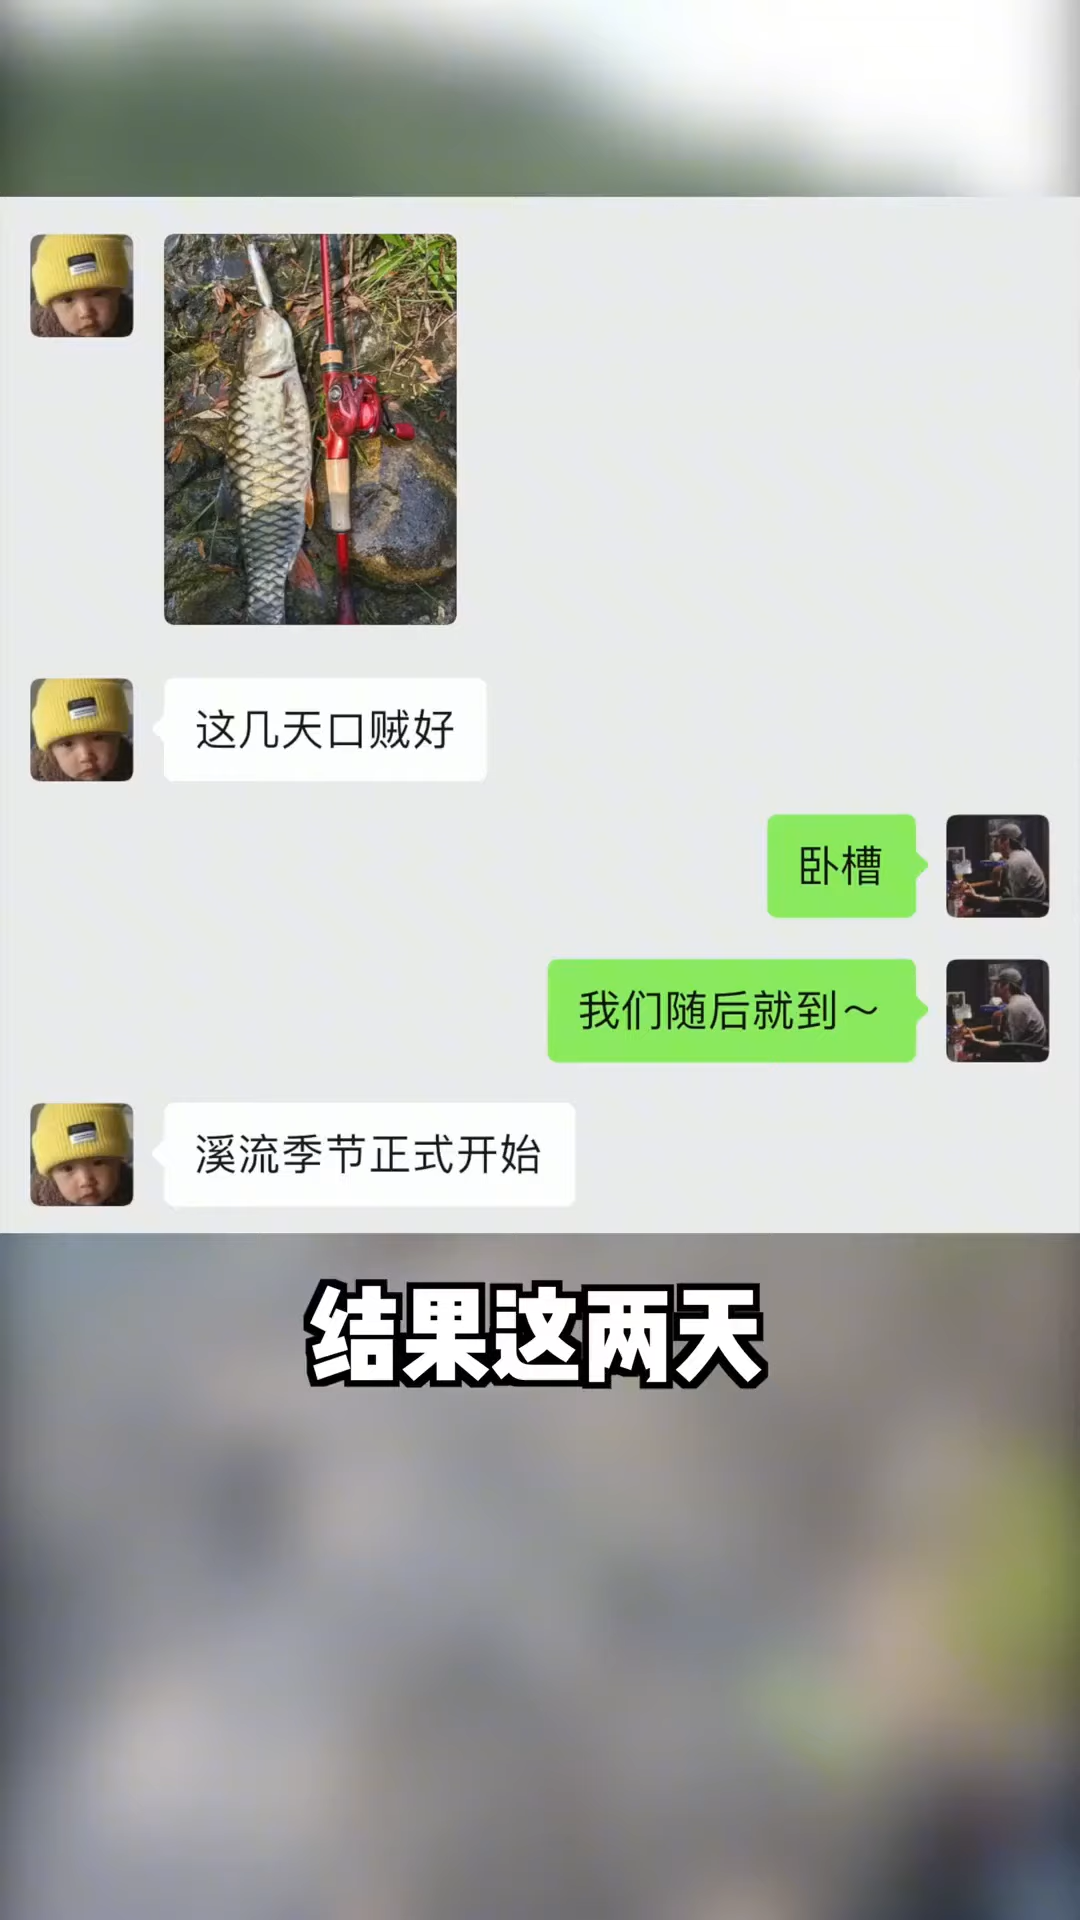 这几天口贼好
卧槽
我们随后就到～
溪流季节正式开始
结果这两天